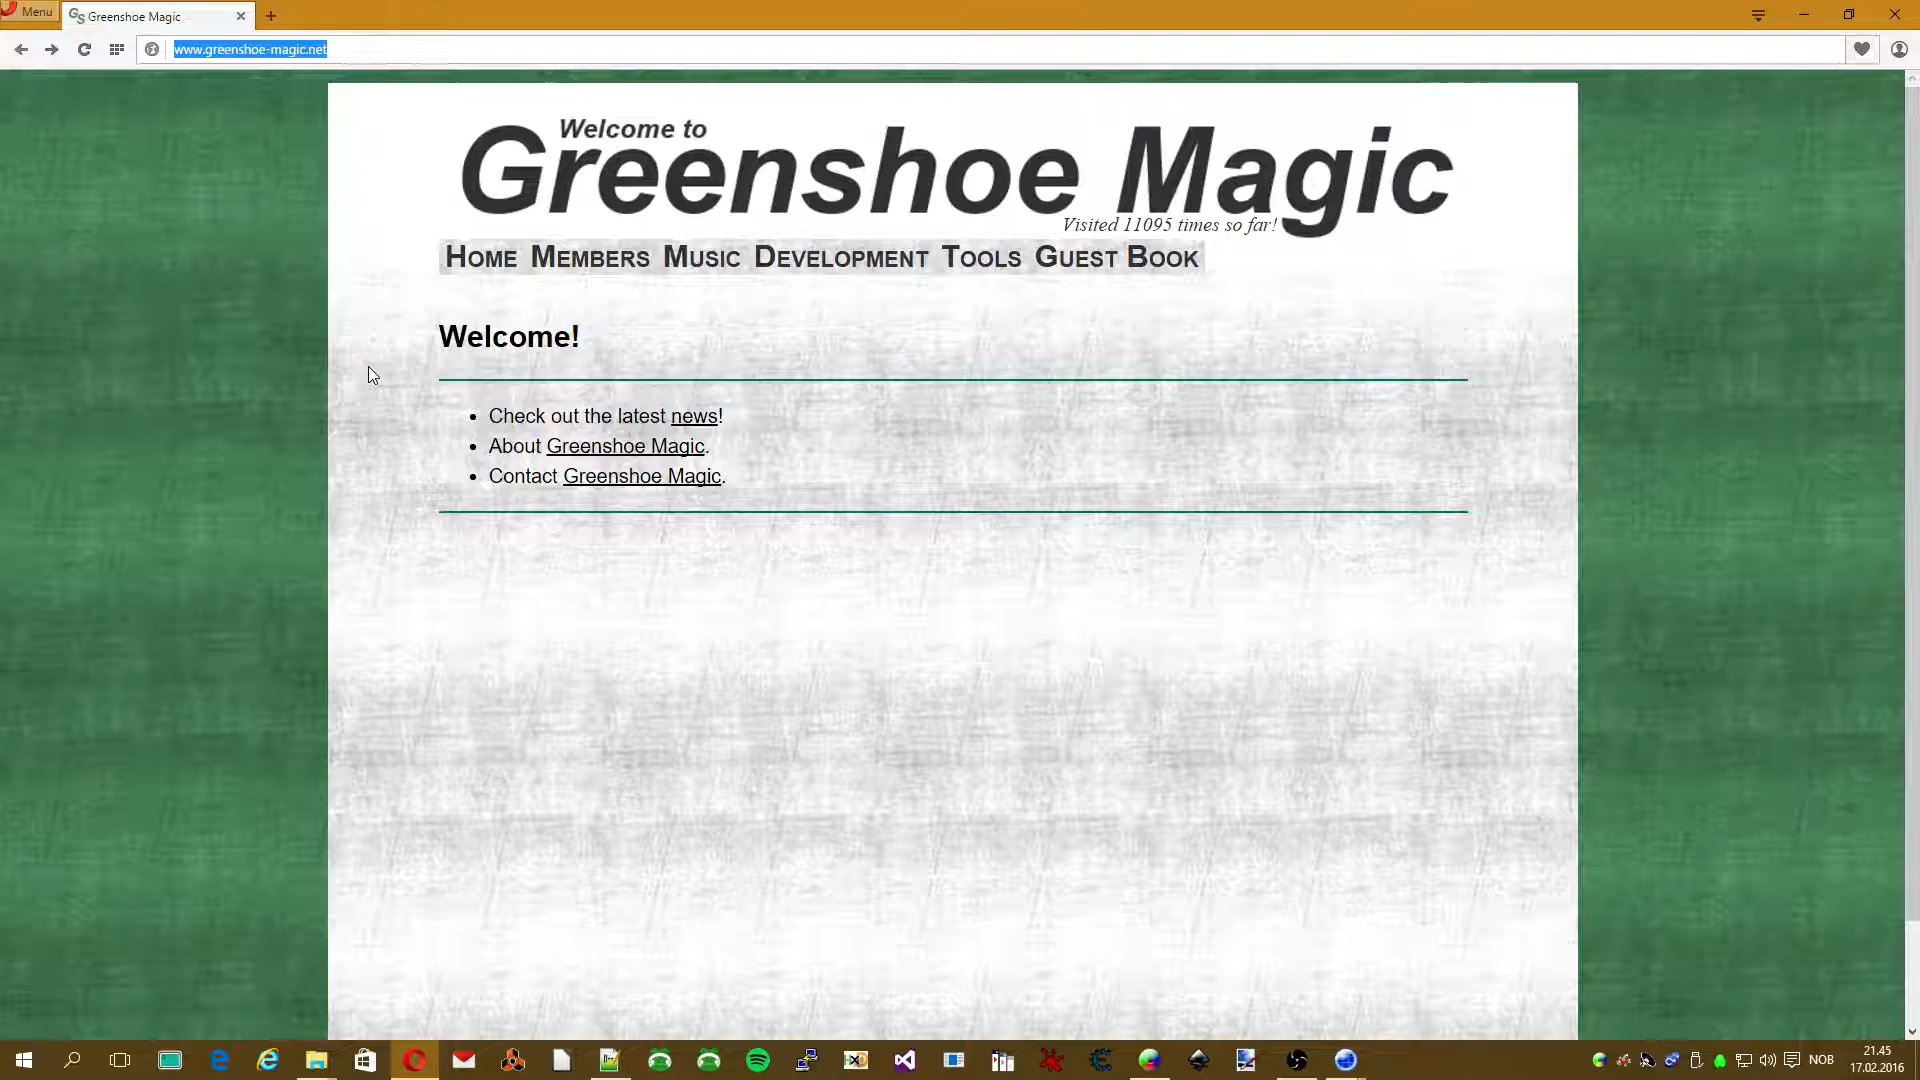 Menu
Greenshoe Magic
www.greenshoe-magic.net
Welcome to
Greenshoe Magic
Visited 11095 times so far!
Home Members Music Development Tools Guest Book
Welcome!
• Check out the latest news!
• About Greenshoe Magic.
• Contact Greenshoe Magic.
21.45
NOB
17.02.2016